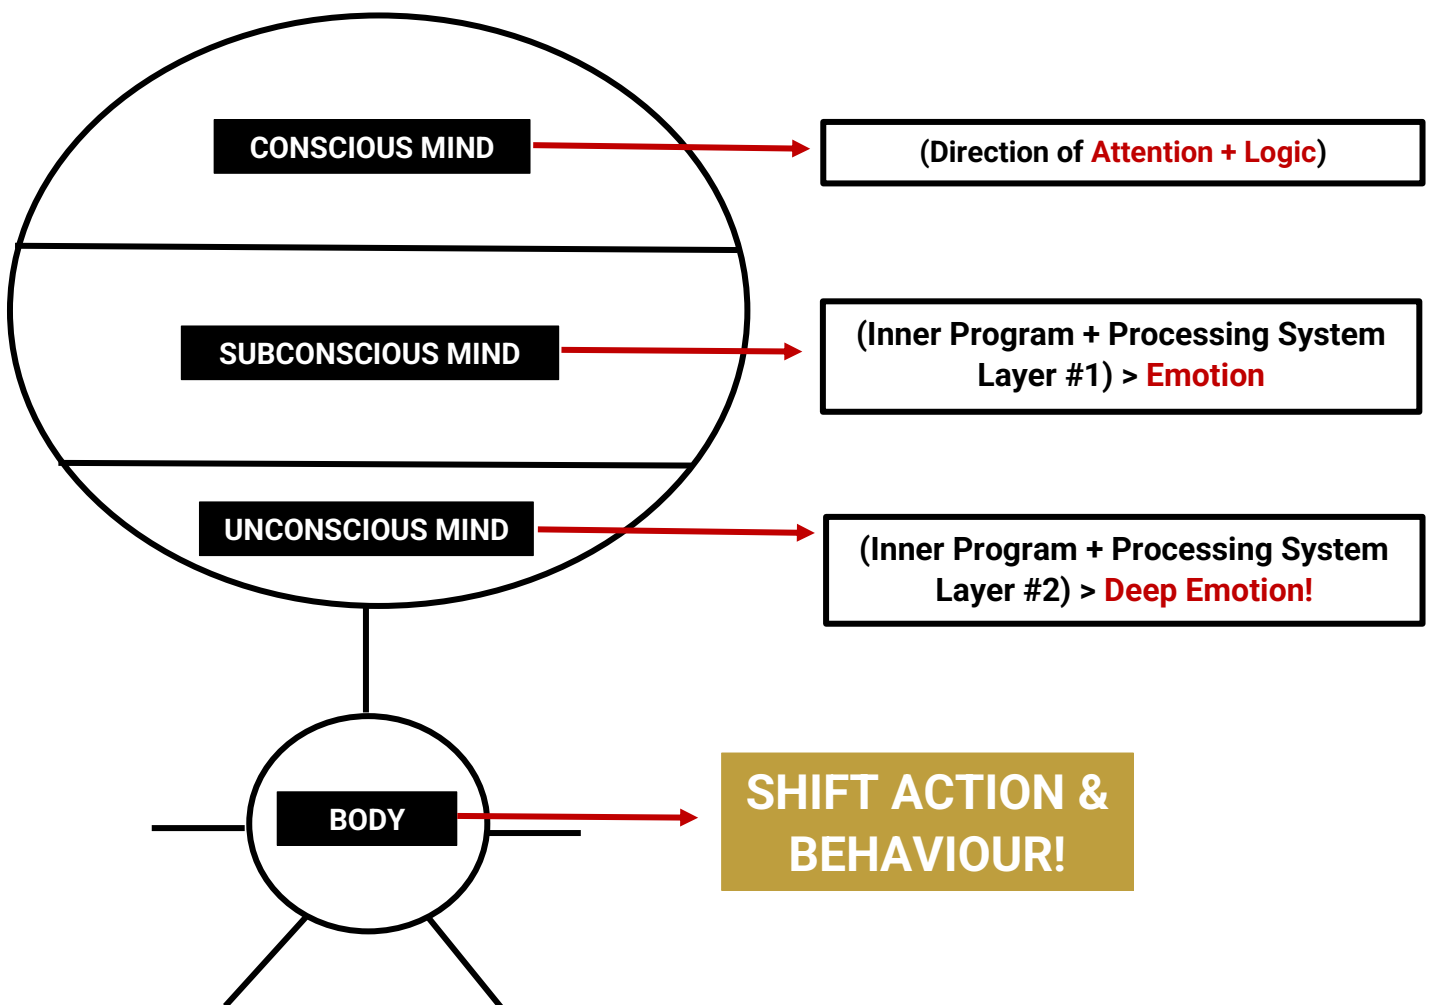 CONSCIOUS MIND
(Direction of Attention + Logic)
SUBCONSCIOUS MIND
(Inner Program + Processing System
Layer #1) > Emotion
UNCONSCIOUS MIND
(Inner Program + Processing System
Layer #2) > Deep Emotion!
BODY
SHIFT ACTION &
BEHAVIOUR!